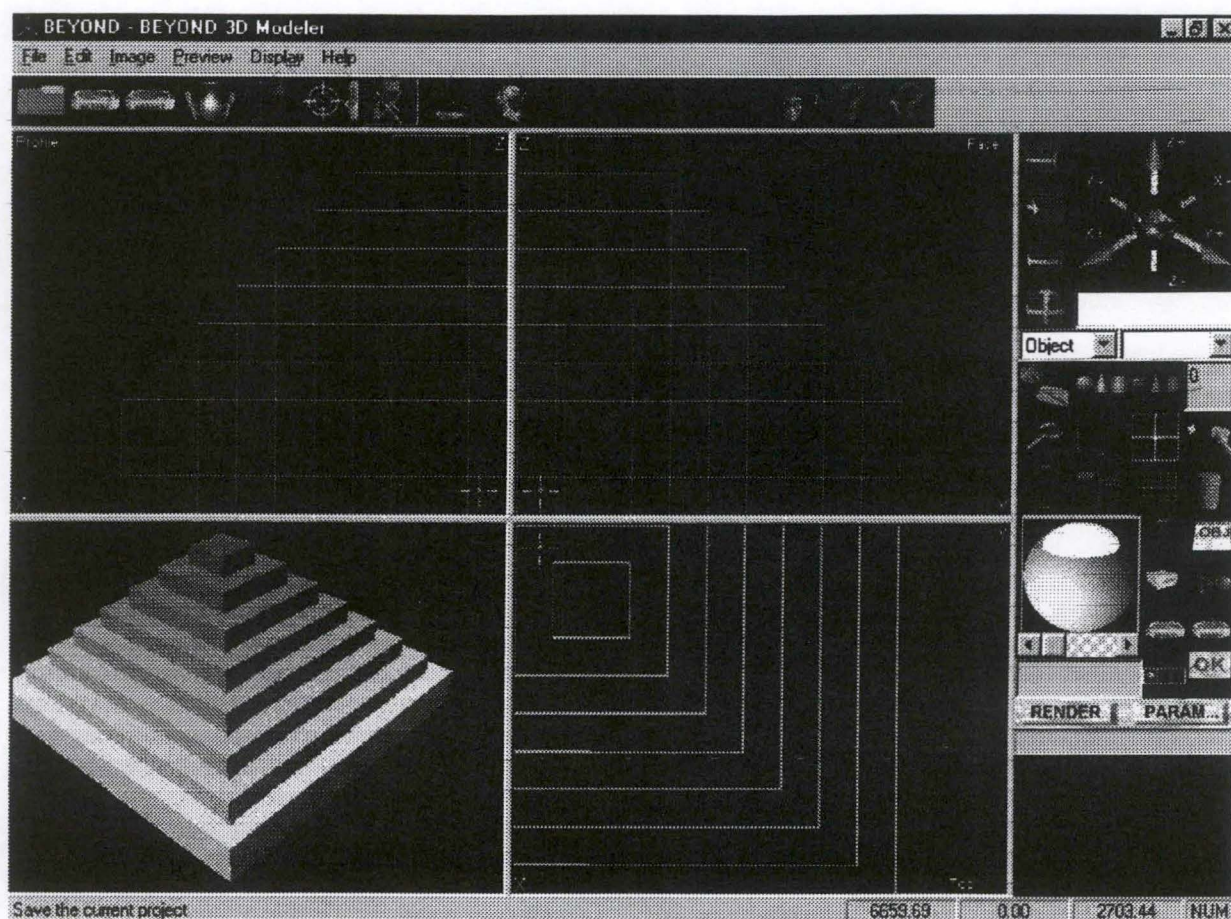 BEYOND - BEYOND 3D Modeler
File Edit Image Preview Display Help
Profile Z Z Face
Z+
X-
Z-
Object
0
.OBJ
OK
RENDER PARAM...
X Top
Save the current project 6659.69 0.00 2703.44 NUM